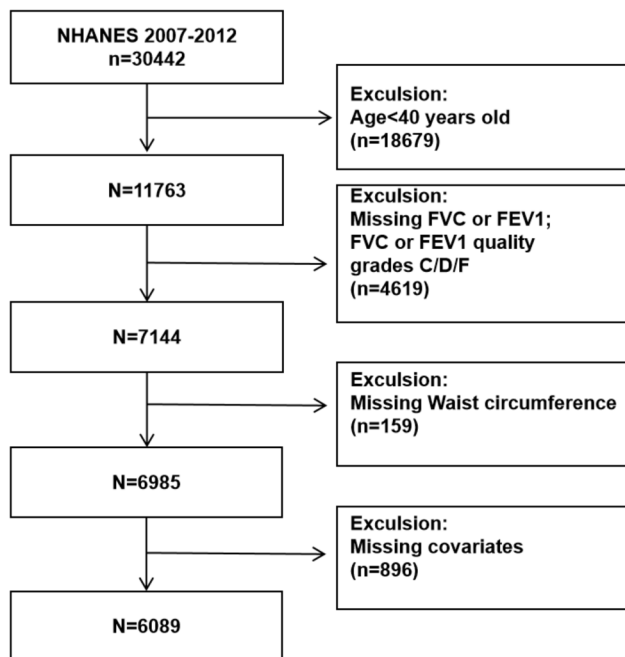 NHANES 2007-2012
n=30442
Exculsion:
Age<40 years old
(n=18679)
N=11763
Exculsion:
Missing FVC or FEV1;
FVC or FEV1 quality
grades C/D/F
(n=4619)
N=7144
Exculsion:
Missing Waist circumference
(n=159)
N=6985
Exculsion:
Missing covariates
(n=896)
N=6089